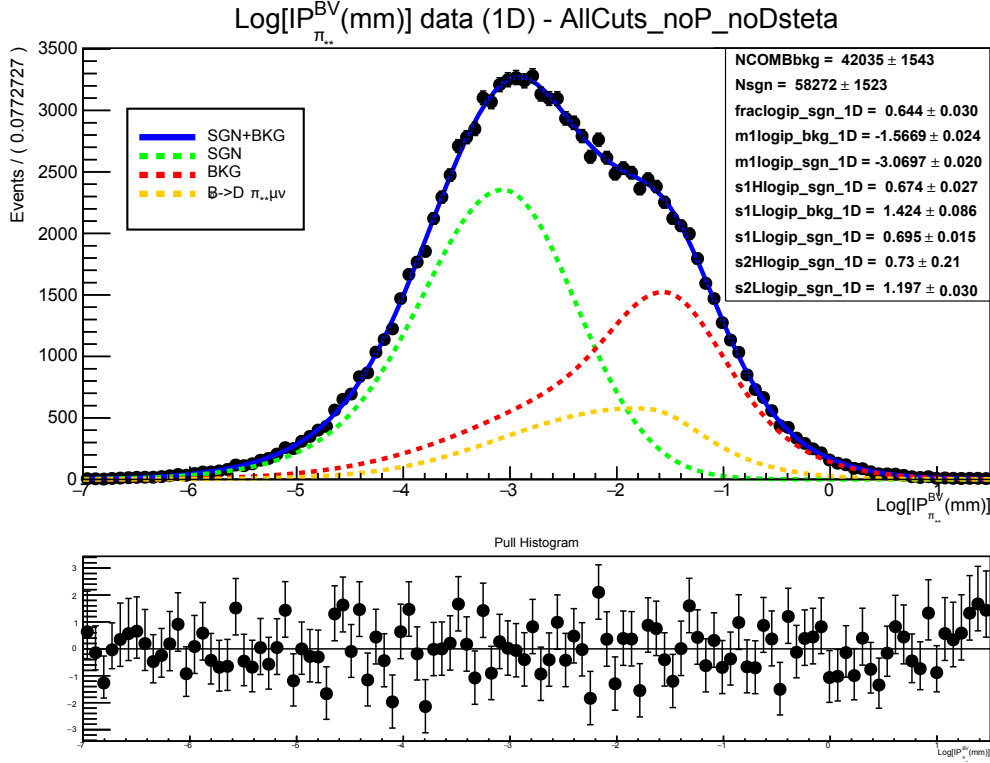 Log[IP^BV_π**(mm)] data (1D) - AllCuts_noP_noDsteta
Events / ( 0.0772727 )
3500
3000
2500
2000
1500
1000
500
0
SGN+BKG
SGN
BKG
B->D π**μν
NCOMBbkg = 42035 ± 1543
Nsgn = 58272 ± 1523
fraclogip_sgn_1D = 0.644 ± 0.030
m1logip_bkg_1D = -1.5669 ± 0.024
m1logip_sgn_1D = -3.0697 ± 0.020
s1Hlogip_sgn_1D = 0.674 ± 0.027
s1Llogip_bkg_1D = 1.424 ± 0.086
s1Llogip_sgn_1D = 0.695 ± 0.015
s2Hlogip_sgn_1D = 0.73 ± 0.21
s2Llogip_sgn_1D = 1.197 ± 0.030
−7 −6 −5 −4 −3 −2 −1 0 1
Log[IP^BV_π**(mm)]
Pull Histogram
3
2
1
0
−1
−2
−3
−7 −6 −5 −4 −3 −2 −1 0 1
Log[IP^BV_π**(mm)]